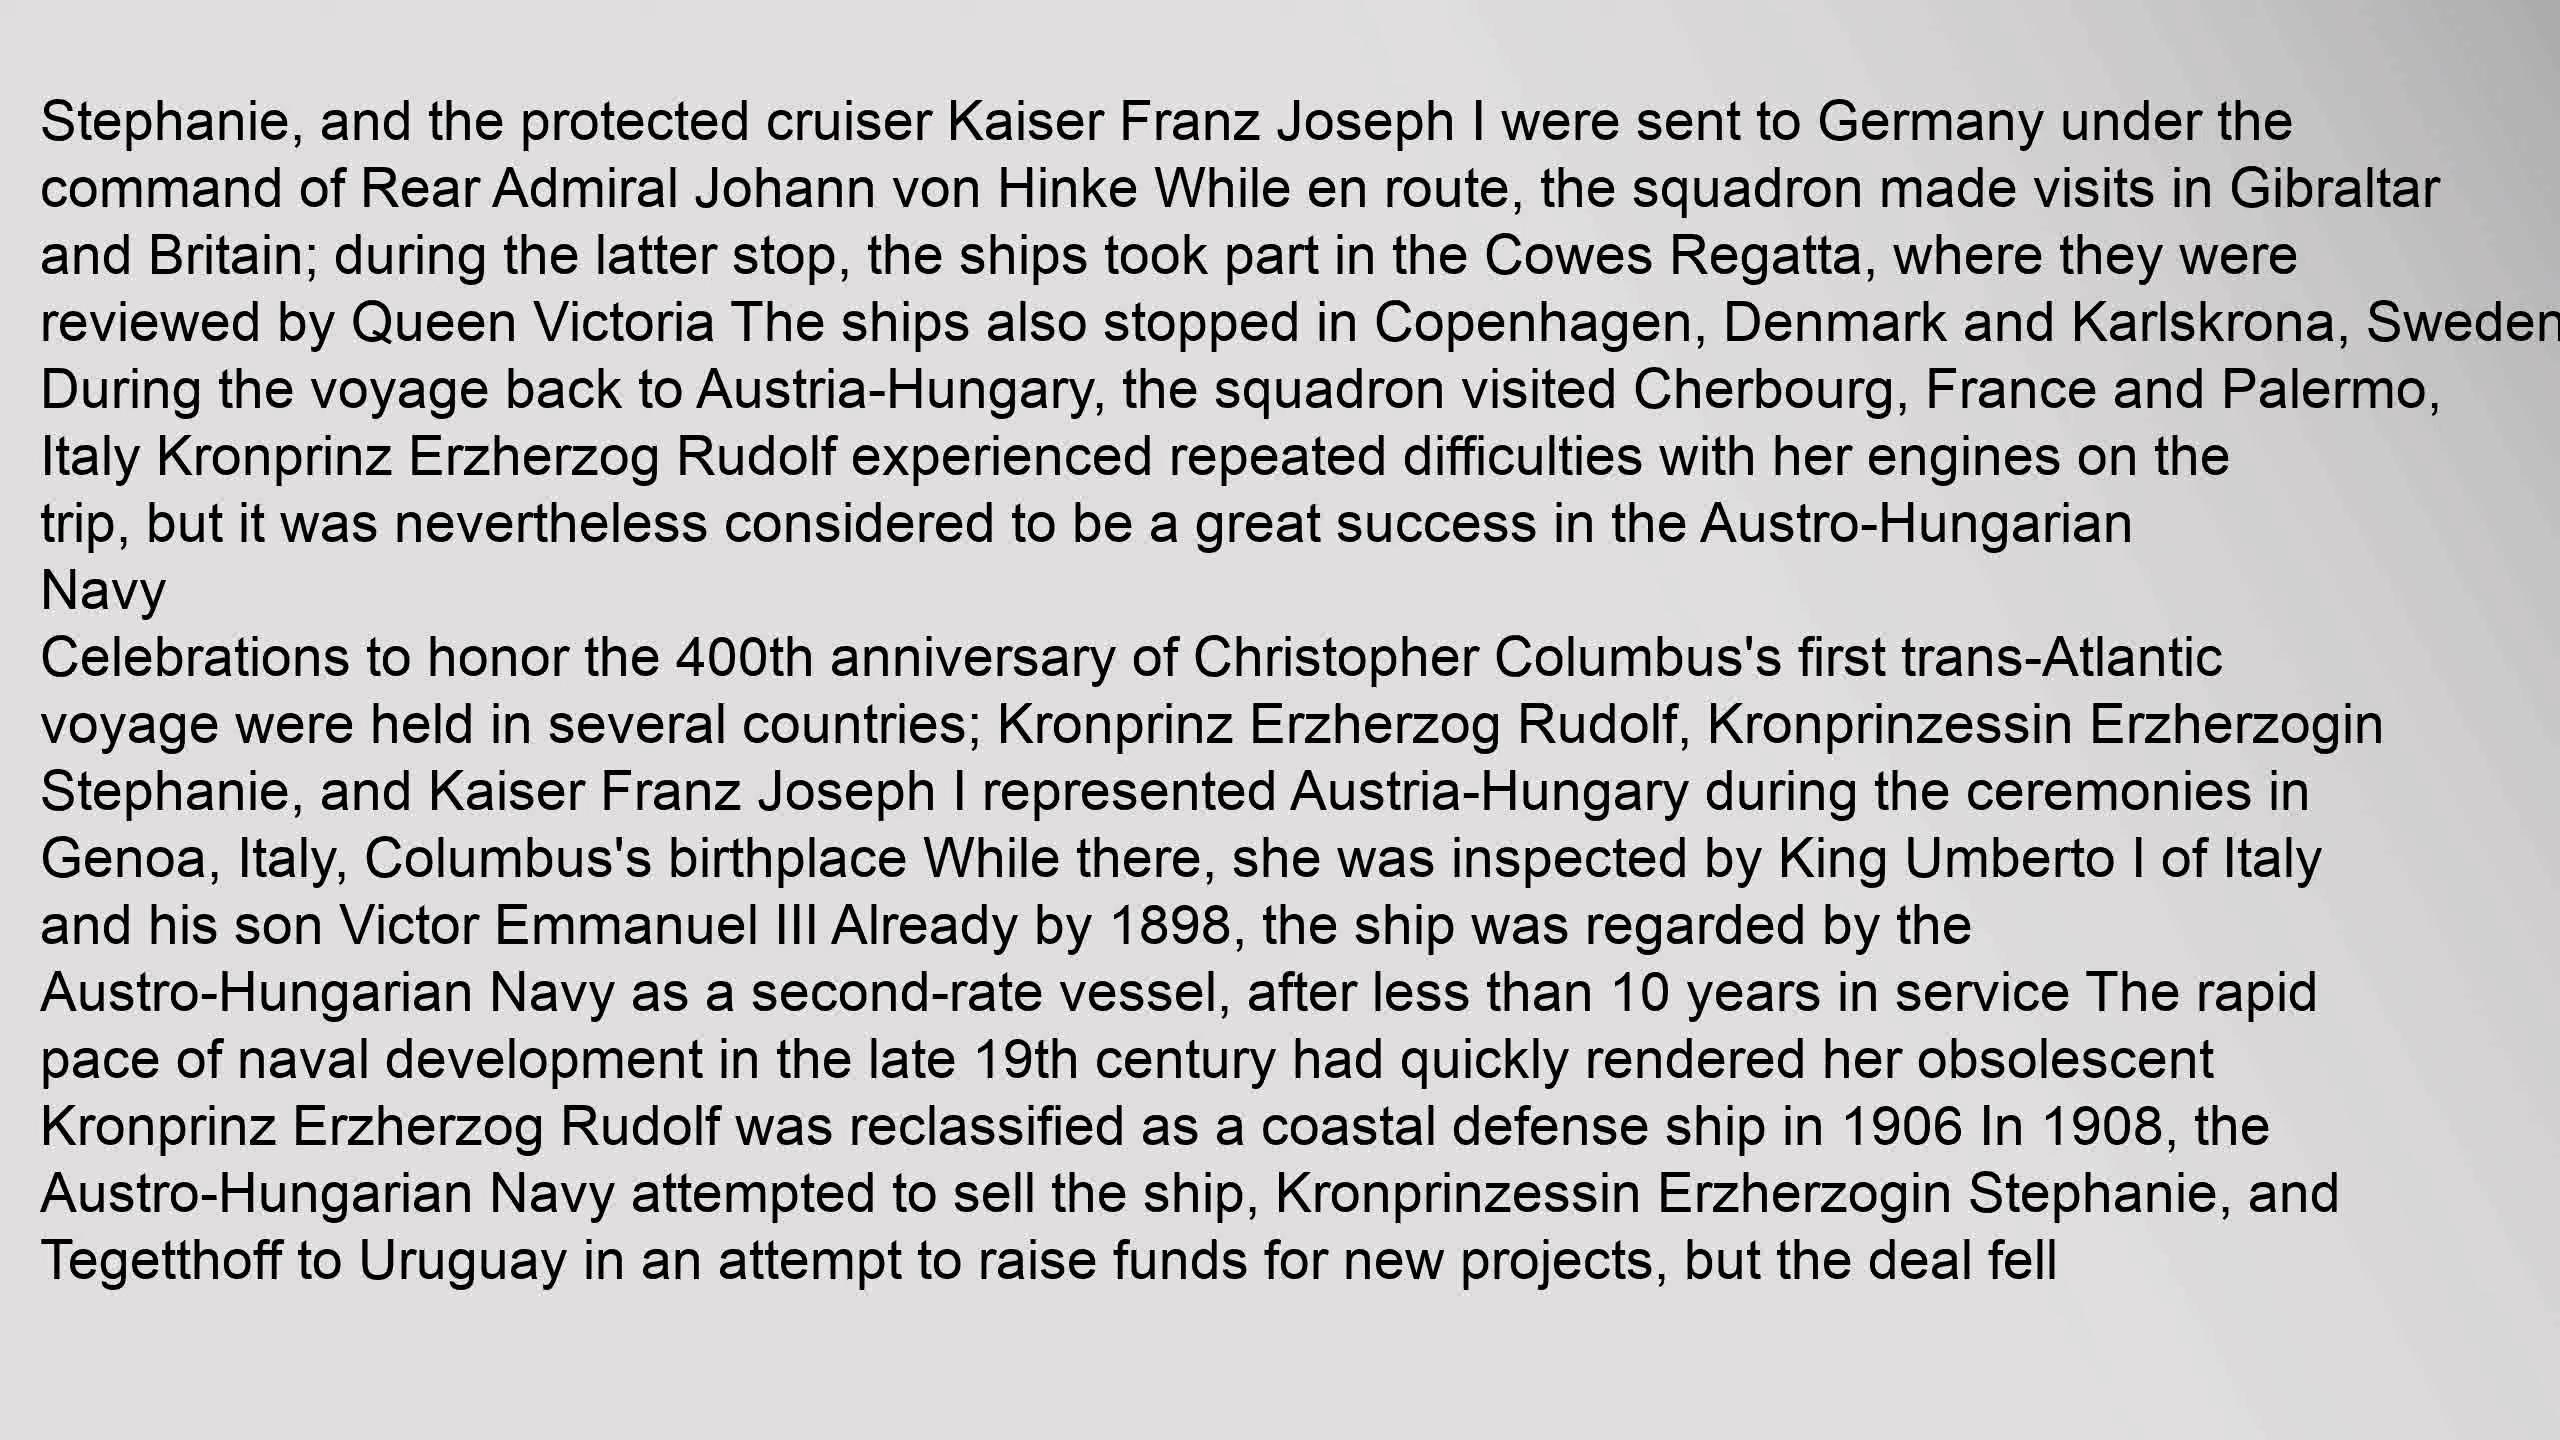 Stephanie, and the protected cruiser Kaiser Franz Joseph I were sent to Germany under the
command of Rear Admiral Johann von Hinke While en route, the squadron made visits in Gibraltar
and Britain; during the latter stop, the ships took part in the Cowes Regatta, where they were
reviewed by Queen Victoria The ships also stopped in Copenhagen, Denmark and Karlskrona, Sweden
During the voyage back to Austria-Hungary, the squadron visited Cherbourg, France and Palermo,
Italy Kronprinz Erzherzog Rudolf experienced repeated difficulties with her engines on the
trip, but it was nevertheless considered to be a great success in the Austro-Hungarian
Navy
Celebrations to honor the 400th anniversary of Christopher Columbus's first trans-Atlantic
voyage were held in several countries; Kronprinz Erzherzog Rudolf, Kronprinzessin Erzherzogin
Stephanie, and Kaiser Franz Joseph I represented Austria-Hungary during the ceremonies in
Genoa, Italy, Columbus's birthplace While there, she was inspected by King Umberto I of Italy
and his son Victor Emmanuel III Already by 1898, the ship was regarded by the
Austro-Hungarian Navy as a second-rate vessel, after less than 10 years in service The rapid
pace of naval development in the late 19th century had quickly rendered her obsolescent
Kronprinz Erzherzog Rudolf was reclassified as a coastal defense ship in 1906 In 1908, the
Austro-Hungarian Navy attempted to sell the ship, Kronprinzessin Erzherzogin Stephanie, and
Tegetthoff to Uruguay in an attempt to raise funds for new projects, but the deal fell